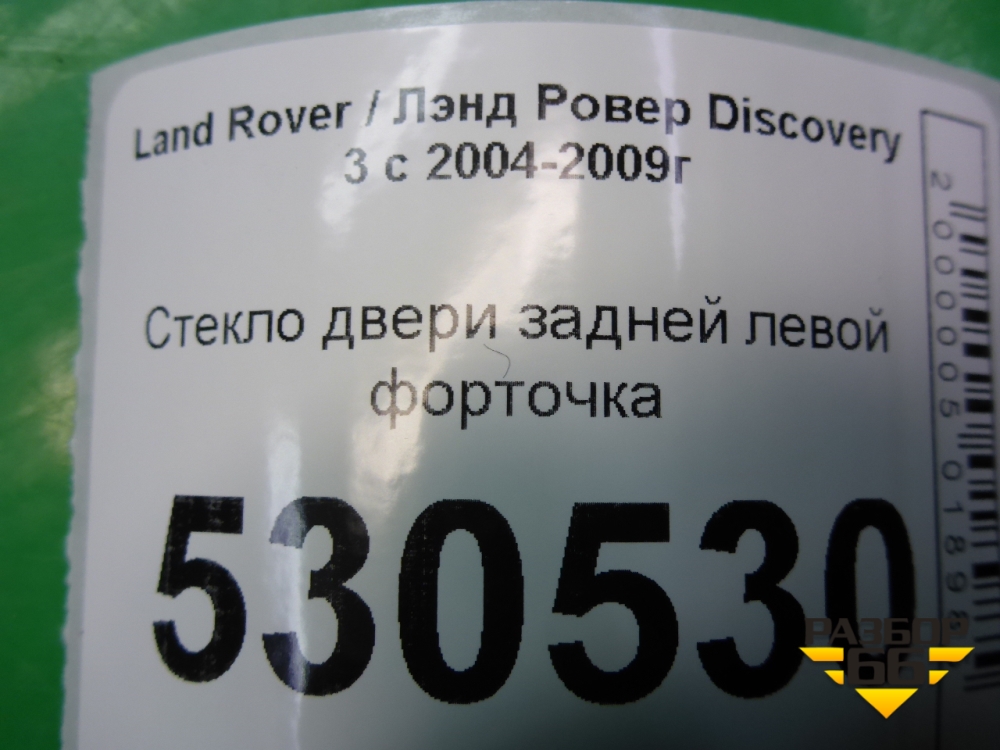 Land Rover / Лэнд Ровер Discovery
3 с 2004-2009г
Стекло двери задней левой
форточка
530530
РАЗБОР
66